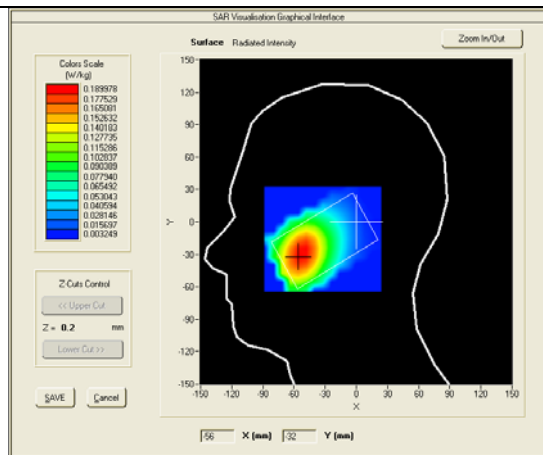 SAR Visualisation Graphical Interface
Surface Radiated Intensity
Zoom In/Out
Colors Scale
(W/kg)
0.189978
0.177529
0.165081
0.152632
0.140183
0.127735
0.115286
0.102837
0.090389
0.077940
0.065492
0.053043
0.040594
0.028146
0.015697
0.003249
150
120
90
60
30
0
-30
-60
-90
-120
-150
Y
-150 -120 -90 -60 -30 0 30 60 90 120 150
X
Z-Cuts Control
<< Upper Cut
Z = 0.2 mm
Lower Cut >>
SAVE Cancel
-56 X (mm) -32 Y (mm)